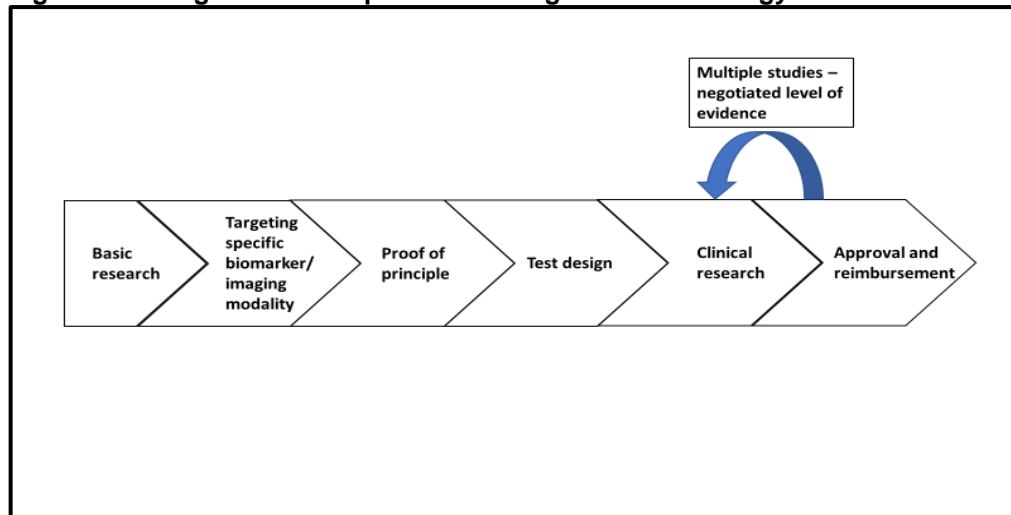 Multiple studies –
negotiated level of
evidence
Basic
research
Targeting
specific
biomarker/
imaging
modality
Proof of
principle
Test design
Clinical
research
Approval and
reimbursement